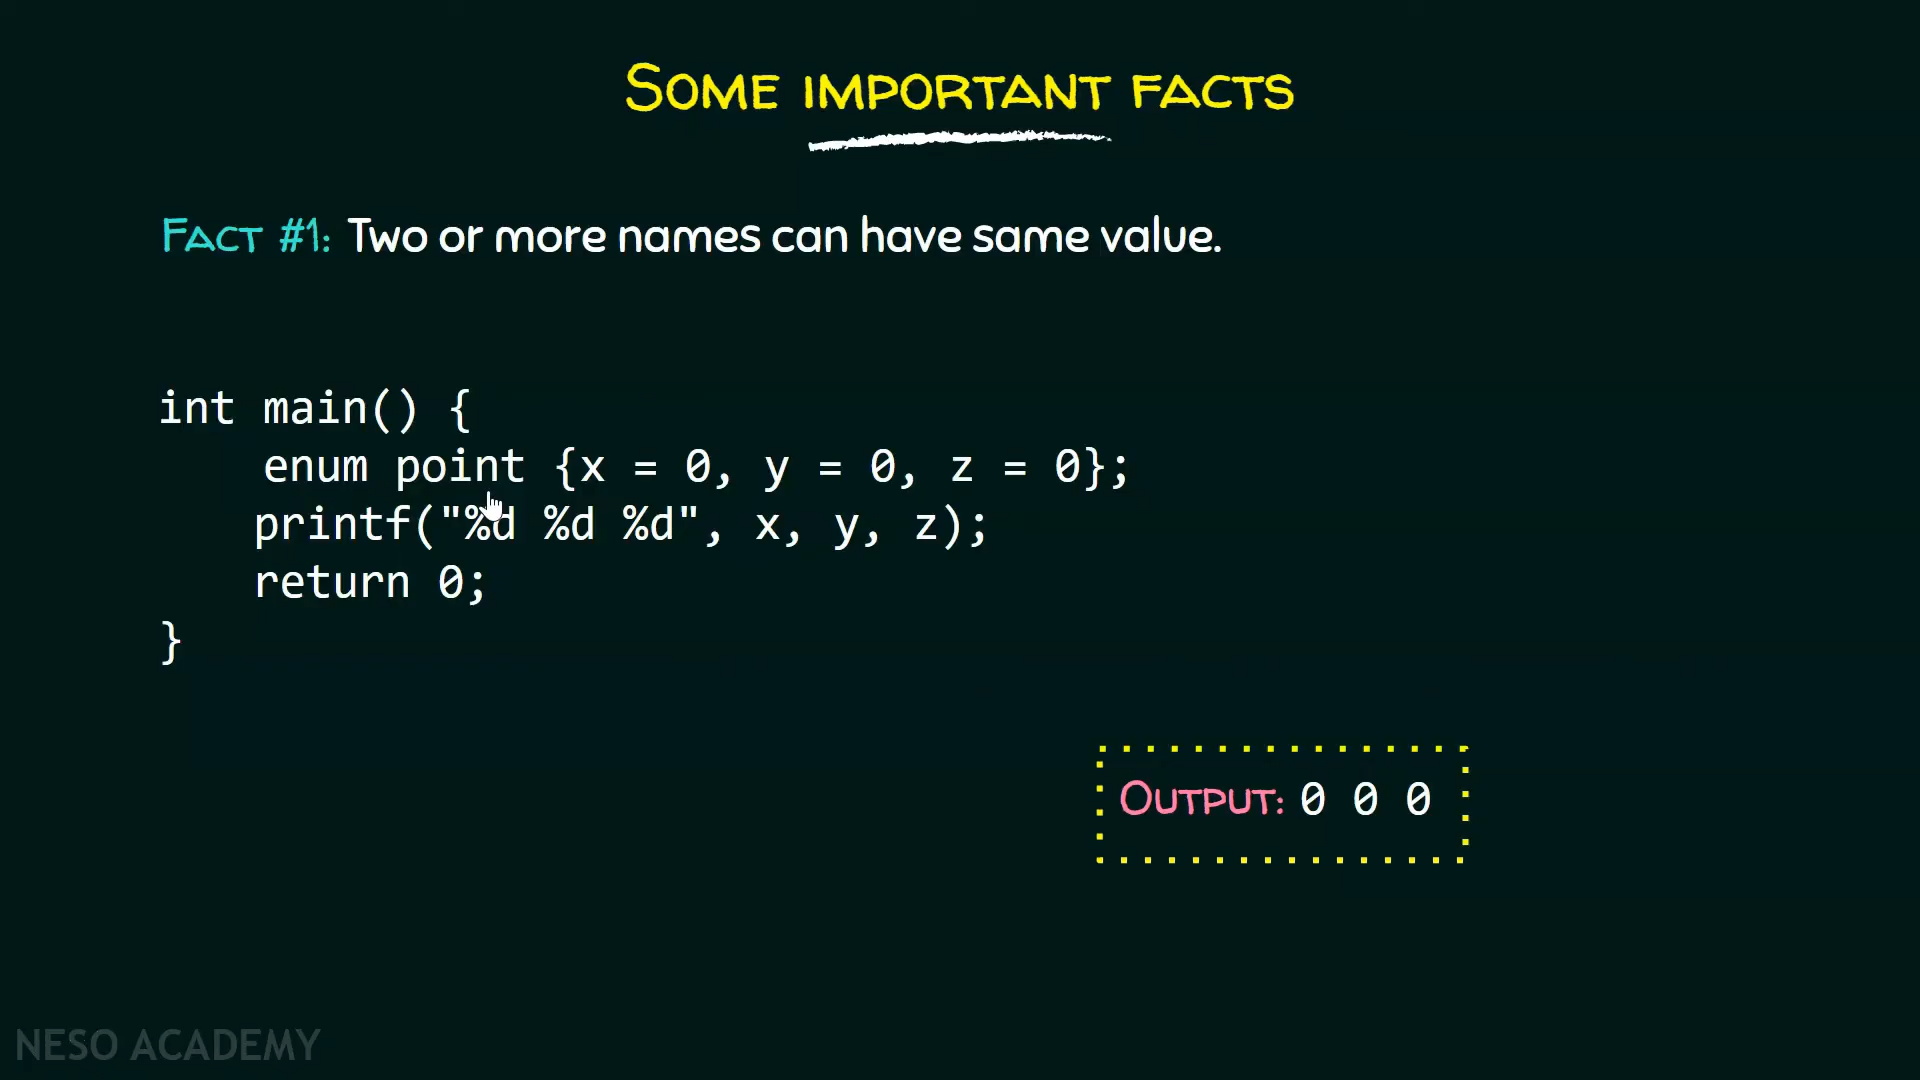 SOME IMPORTANT FACTS
FACT #1: Two or more names can have same value.
int main() {
    enum point {x = 0, y = 0, z = 0};
    printf("%d %d %d", x, y, z);
    return 0;
}
OUTPUT: 0 0 0
NESO ACADEMY